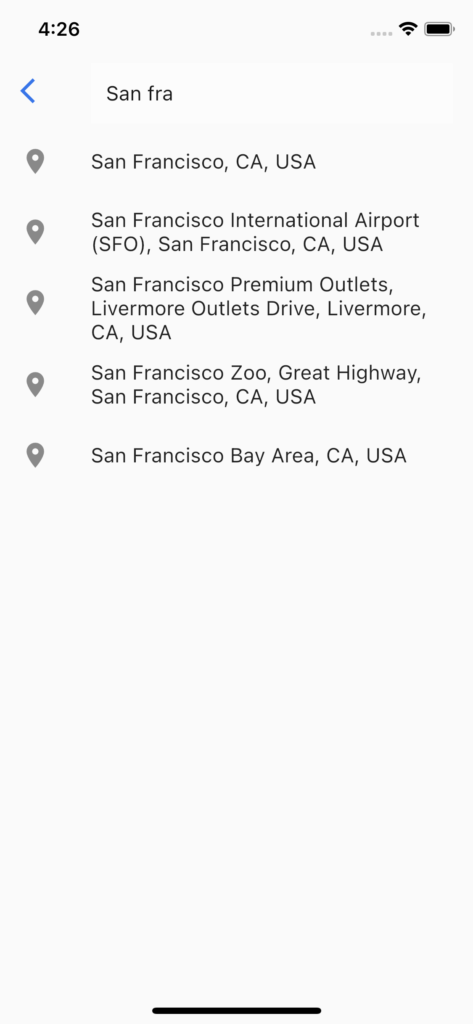 4:26
San fra
San Francisco, CA, USA
San Francisco International Airport
(SFO), San Francisco, CA, USA
San Francisco Premium Outlets,
Livermore Outlets Drive, Livermore,
CA, USA
San Francisco Zoo, Great Highway,
San Francisco, CA, USA
San Francisco Bay Area, CA, USA